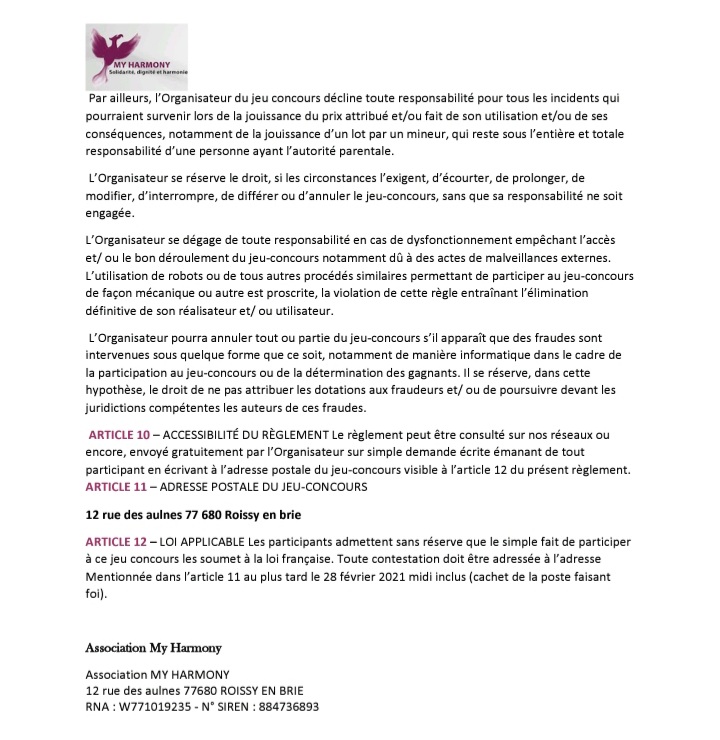 MY HARMONY
Solidarité, dignité et harmonie
Par ailleurs, l’Organisateur du jeu concours décline toute responsabilité pour tous les incidents qui
pourraient survenir lors de la jouissance du prix attribué et/ou fait de son utilisation et/ou de ses
conséquences, notamment de la jouissance d’un lot par un mineur, qui reste sous l’entière et totale
responsabilité d’une personne ayant l’autorité parentale.
L’Organisateur se réserve le droit, si les circonstances l’exigent, d’écourter, de prolonger, de
modifier, d’interrompre, de différer ou d’annuler le jeu-concours, sans que sa responsabilité ne soit
engagée.
L’Organisateur se dégage de toute responsabilité en cas de dysfonctionnement empêchant l’accès
et/ ou le bon déroulement du jeu-concours notamment dû à des actes de malveillances externes.
L’utilisation de robots ou de tous autres procédés similaires permettant de participer au jeu-concours
de façon mécanique ou autre est proscrite, la violation de cette règle entraînant l’élimination
définitive de son réalisateur et/ ou utilisateur.
L’Organisateur pourra annuler tout ou partie du jeu-concours s’il apparaît que des fraudes sont
intervenues sous quelque forme que ce soit, notamment de manière informatique dans le cadre de
la participation au jeu-concours ou de la détermination des gagnants. Il se réserve, dans cette
hypothèse, le droit de ne pas attribuer les dotations aux fraudeurs et/ ou de poursuivre devant les
juridictions compétentes les auteurs de ces fraudes.
ARTICLE 10 – ACCESSIBILITÉ DU RÈGLEMENT Le règlement peut être consulté sur nos réseaux ou
encore, envoyé gratuitement par l’Organisateur sur simple demande écrite émanant de tout
participant en écrivant à l’adresse postale du jeu-concours visible à l’article 12 du présent règlement.
ARTICLE 11 – ADRESSE POSTALE DU JEU-CONCOURS
12 rue des aulnes 77 680 Roissy en brie
ARTICLE 12 – LOI APPLICABLE Les participants admettent sans réserve que le simple fait de participer
à ce jeu concours les soumet à la loi française. Toute contestation doit être adressée à l’adresse
Mentionnée dans l’article 11 au plus tard le 28 février 2021 midi inclus (cachet de la poste faisant
foi).
Association My Harmony
Association MY HARMONY
12 rue des aulnes 77680 ROISSY EN BRIE
RNA : W771019235 - N° SIREN : 884736893